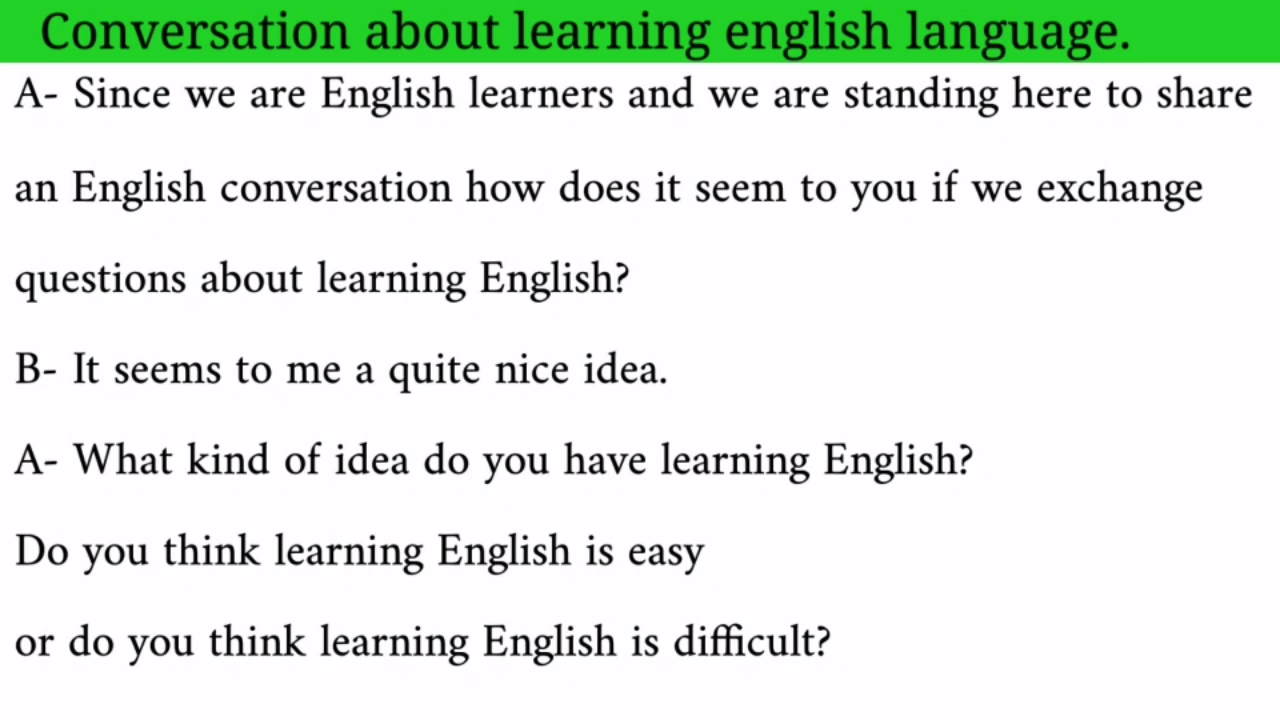 Conversation about learning english language.
A- Since we are English learners and we are standing here to share
an English conversation how does it seem to you if we exchange
questions about learning English?
B- It seems to me a quite nice idea.
A- What kind of idea do you have learning English?
Do you think learning English is easy
or do you think learning English is difficult?